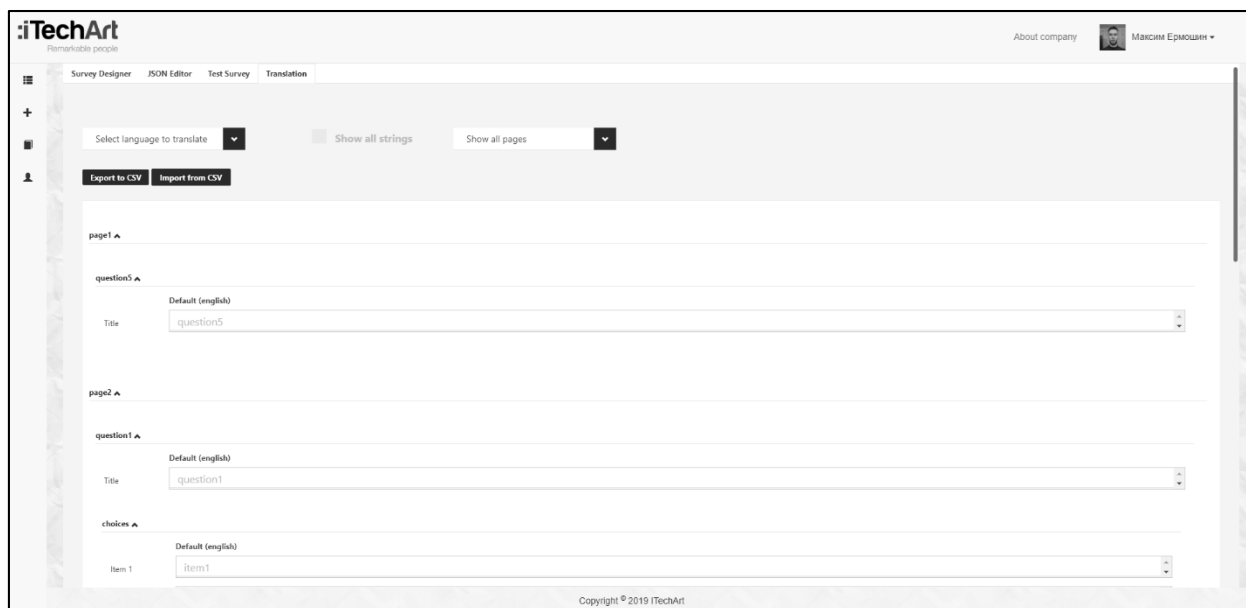 :iTechArt
Remarkable people
About company
Максим Ермошин
Survey Designer JSON Editor Test Survey Translation
Select language to translate Show all strings Show all pages
Export to CSV Import from CSV
page1
question5
Default (english)
Title question5
page2
question1
Default (english)
Title question1
choices
Default (english)
Item 1 item1
Copyright © 2019 ITechArt